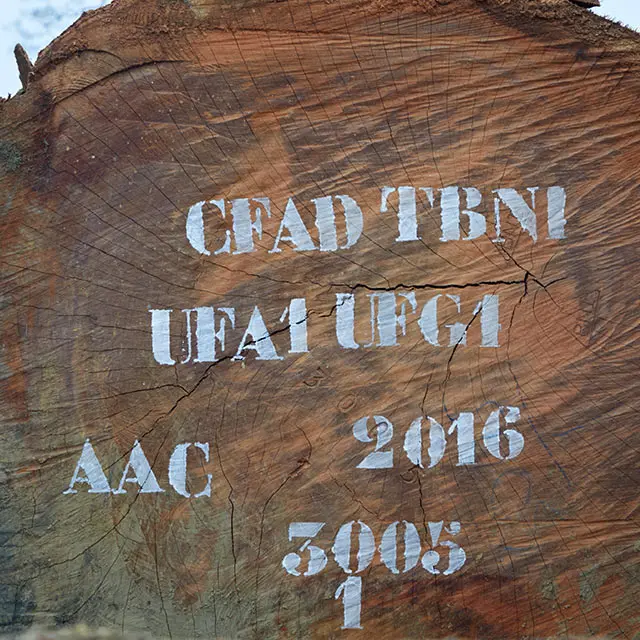 CFAD TBNI
UFA1 UFG1
AAC 2016
3005
1